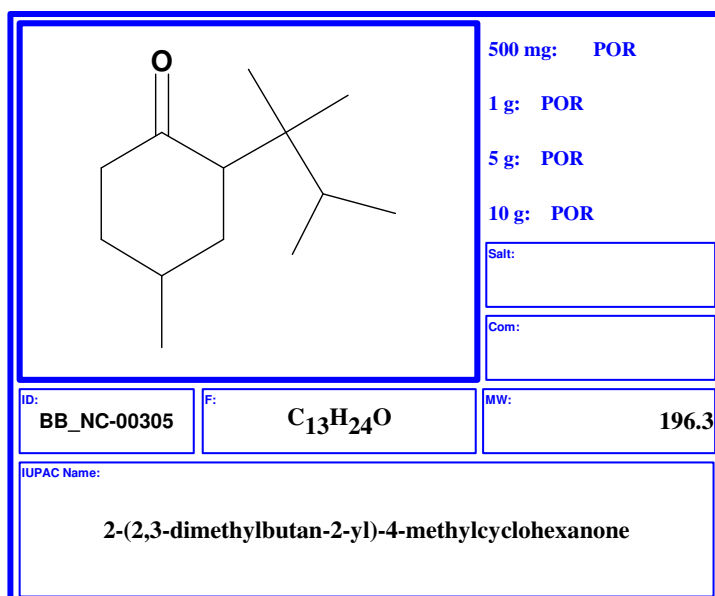 O
500 mg: POR
1 g: POR
5 g: POR
10 g: POR
Salt:
Com:
ID:
BB_NC-00305
F:
C13H24O
MW:
196.3
IUPAC Name:
2-(2,3-dimethylbutan-2-yl)-4-methylcyclohexanone